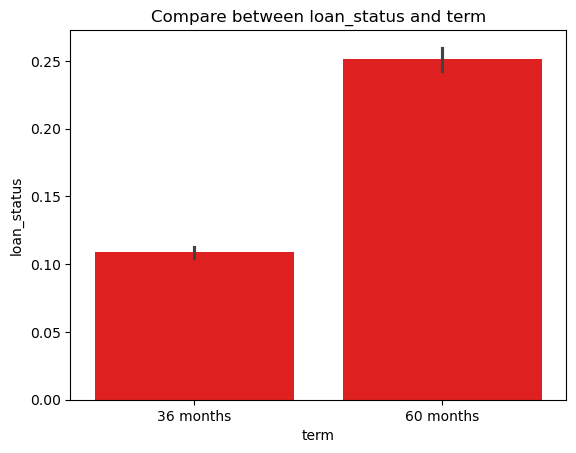 Compare between loan_status and term
loan_status
0.25
0.20
0.15
0.10
0.05
0.00
36 months
60 months
term